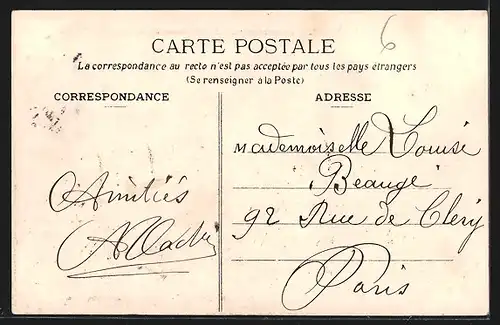 6
CARTE POSTALE
La correspondance au recto n'est pas acceptée par tous les pays étrangers
(Se renseigner à la Poste)
CORRESPONDANCE
Amitiés
ADRESSE
Mademoiselle Louise
Beaugé
92 Rue de Cléry
Paris